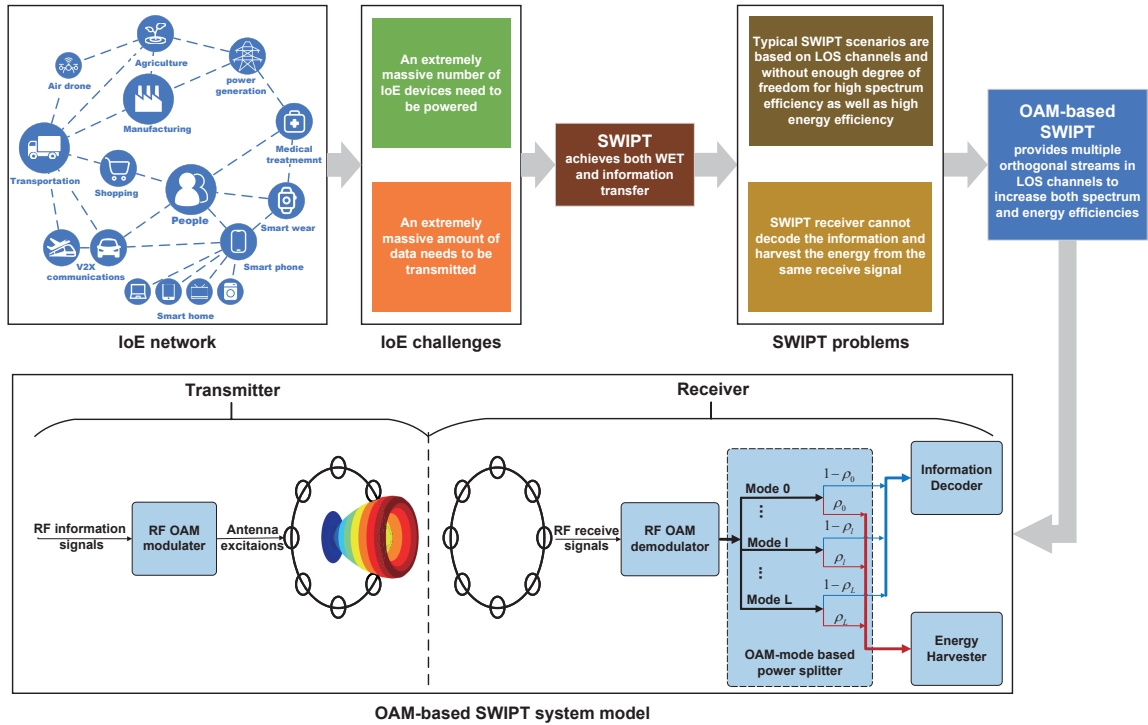 Air drone
Agriculture
power
generation
Manufacturing
Transportation
Shopping
People
Medical
treatmemnt
Smart wear
V2X
communications
Smart phone
Smart home
IoE network
An extremely
massive number of
IoE devices need to
be powered
An extremely
massive amount of
data needs to be
transmitted
IoE challenges
SWIPT
achieves both WET
and information
transfer
Typical SWIPT scenarios are
based on LOS channels and
without enough degree of
freedom for high spectrum
efficiency as well as high
energy efficiency
SWIPT receiver cannot
decode the information and
harvest the energy from the
same receive signal
SWIPT problems
OAM-based
SWIPT
provides multiple
orthogonal streams in
LOS channels to
increase both spectrum
and energy efficiencies
Transmitter
Receiver
RF information
signals
RF OAM
modulater
Antenna
excitaions
RF receive
signals
RF OAM
demodulator
Mode 0
⋮
Mode l
⋮
Mode L
1−ρ₀
ρ₀
1−ρₗ
ρₗ
1−ρ_L
ρ_L
OAM-mode based
power splitter
Information
Decoder
Energy
Harvester
OAM-based SWIPT system model